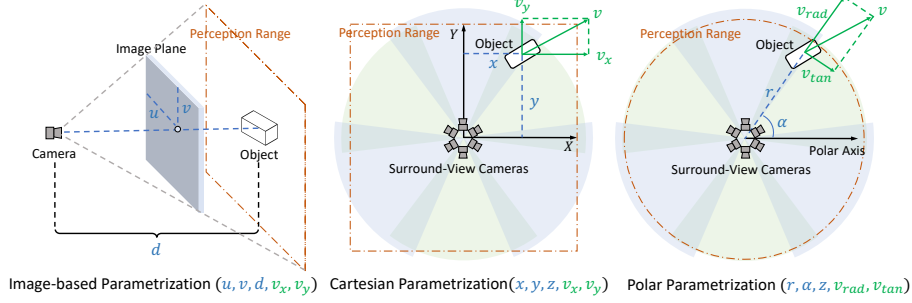 Image Plane
Perception Range
u
v
Camera
Object
d
Image-based Parametrization (u, v, d, v_x, v_y)
Perception Range
Y
Object
v_y
v
v_x
x
y
X
Surround-View Cameras
Cartesian Parametrization(x, y, z, v_x, v_y)
Perception Range
Object
v_rad
v
v_tan
r
α
Polar Axis
Surround-View Cameras
Polar Parametrization (r, α, z, v_rad, v_tan)